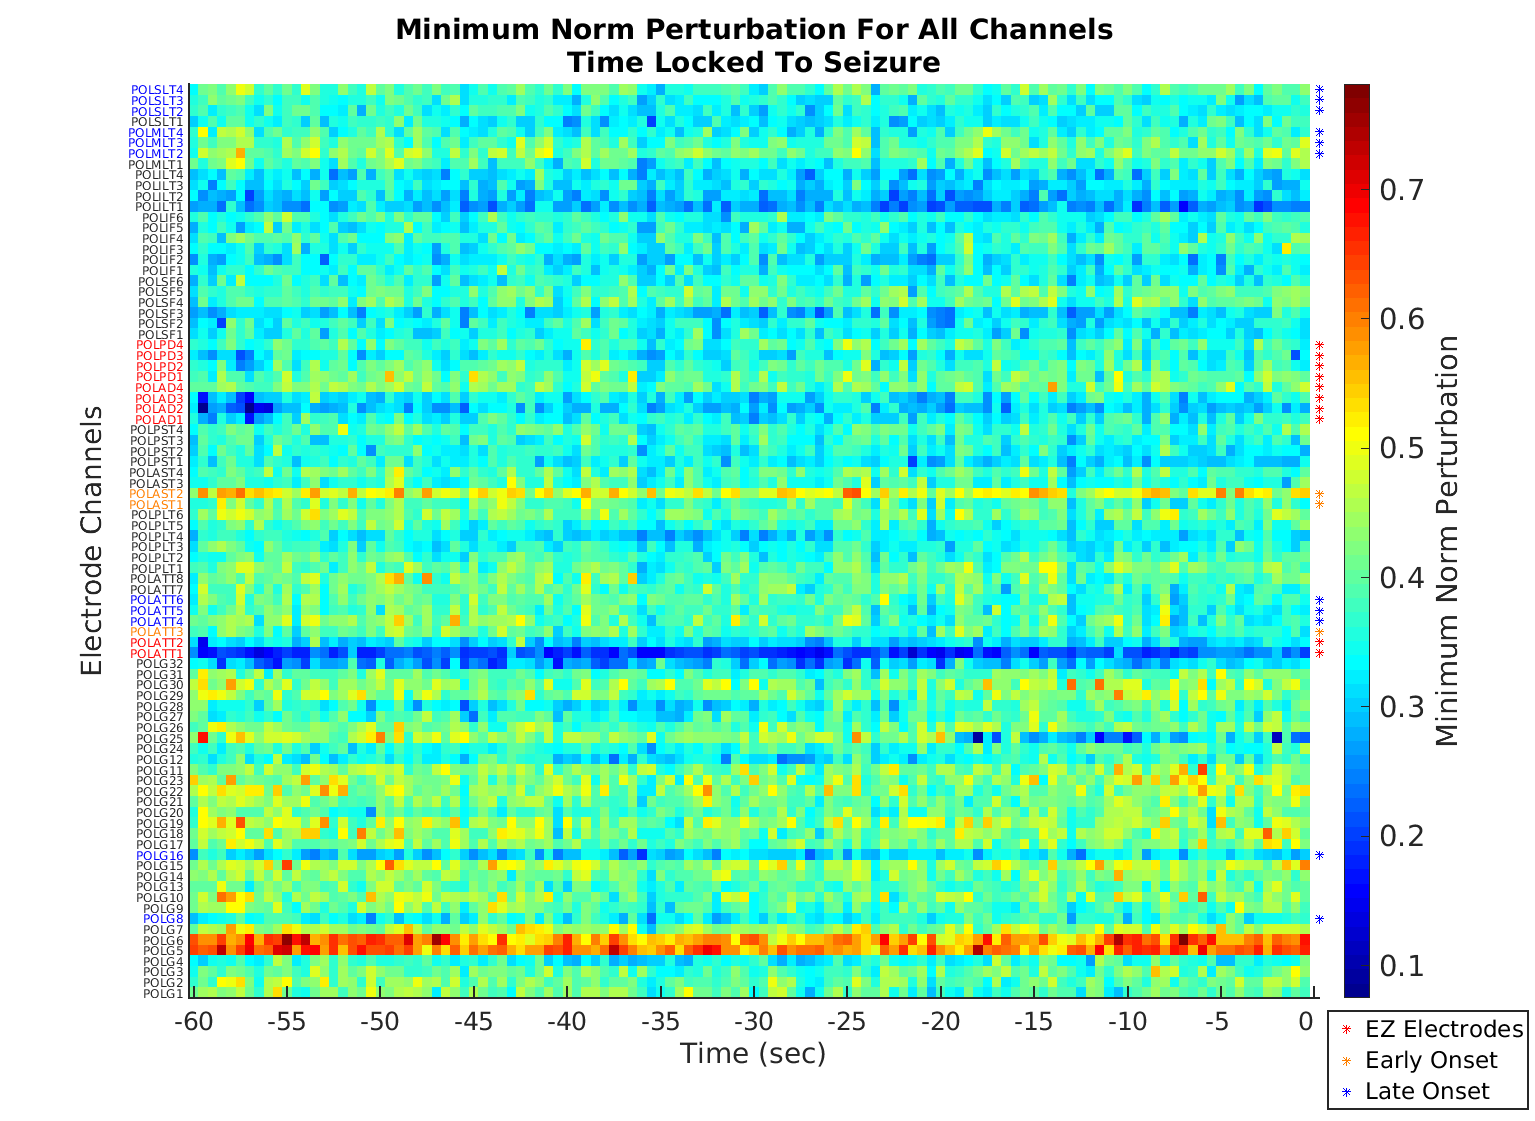 Minimum Norm Perturbation For All Channels
Time Locked To Seizure
Electrode Channels
POLSLT4
POLSLT3
POLSLT2
POLSLT1
POLMLT4
POLMLT3
POLMLT2
POLMLT1
POLILT4
POLILT3
POLILT2
POLILT1
POLIF6
POLIF5
POLIF4
POLIF3
POLIF2
POLIF1
POLSF6
POLSF5
POLSF4
POLSF3
POLSF2
POLSF1
POLPD4
POLPD3
POLPD2
POLPD1
POLAD4
POLAD3
POLAD2
POLAD1
POLPST4
POLPST3
POLPST2
POLPST1
POLAST4
POLAST3
POLAST2
POLAST1
POLPLT6
POLPLT5
POLPLT4
POLPLT3
POLPLT2
POLPLT1
POLATT8
POLATT7
POLATT6
POLATT5
POLATT4
POLATT3
POLATT2
POLATT1
POLG32
POLG31
POLG30
POLG29
POLG28
POLG27
POLG26
POLG25
POLG24
POLG12
POLG11
POLG23
POLG22
POLG21
POLG20
POLG19
POLG18
POLG17
POLG16
POLG15
POLG14
POLG13
POLG10
POLG9
POLG8
POLG7
POLG6
POLG5
POLG4
POLG3
POLG2
POLG1
-60 -55 -50 -45 -40 -35 -30 -25 -20 -15 -10 -5 0
Time (sec)
0.7
0.6
0.5
0.4
0.3
0.2
0.1
Minimum Norm Perturbation
EZ Electrodes
Early Onset
Late Onset